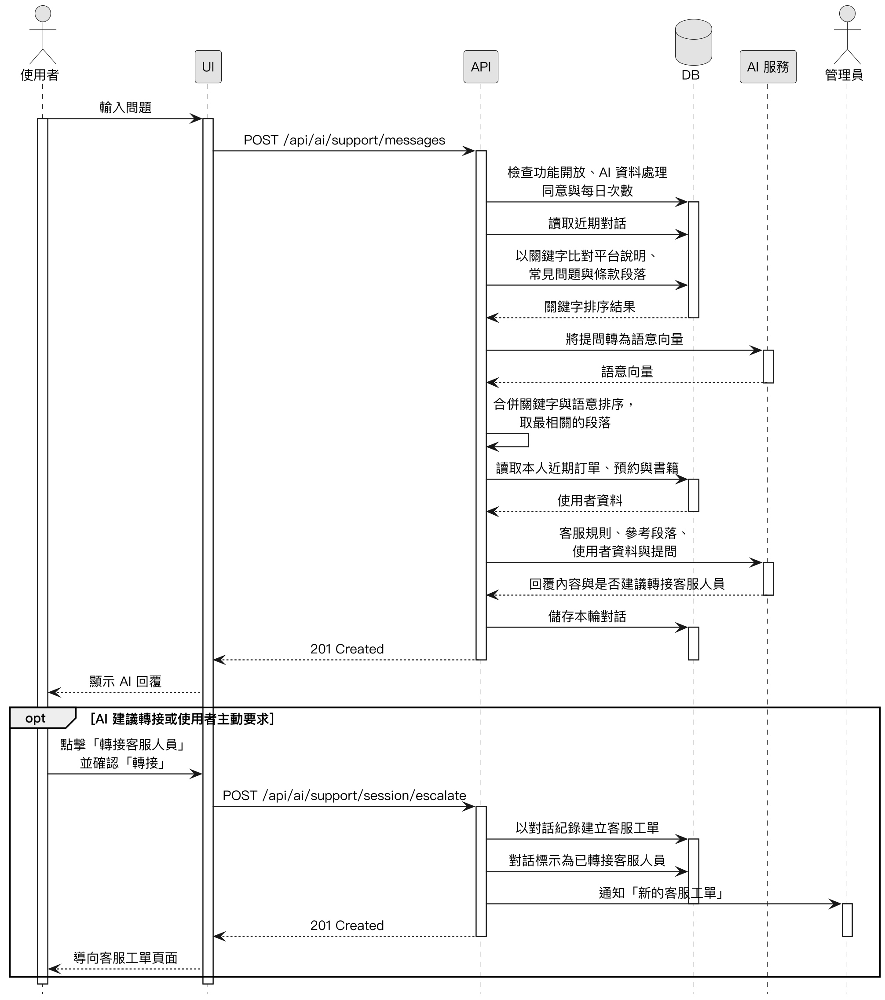 使用者
UI
API
DB
AI 服務
管理員
輸入問題
POST /api/ai/support/messages
檢查功能開放、AI 資料處理
同意與每日次數
讀取近期對話
以關鍵字比對平台說明、
常見問題與條款段落
關鍵字排序結果
將提問轉為語意向量
語意向量
合併關鍵字與語意排序，
取最相關的段落
讀取本人近期訂單、預約與書籍
使用者資料
客服規則、參考段落、
使用者資料與提問
回覆內容與是否建議轉接客服人員
儲存本輪對話
201 Created
顯示 AI 回覆
opt
[AI 建議轉接或使用者主動要求]
點擊「轉接客服人員」
並確認「轉接」
POST /api/ai/support/session/escalate
以對話紀錄建立客服工單
對話標示為已轉接客服人員
通知「新的客服工單」
201 Created
導向客服工單頁面